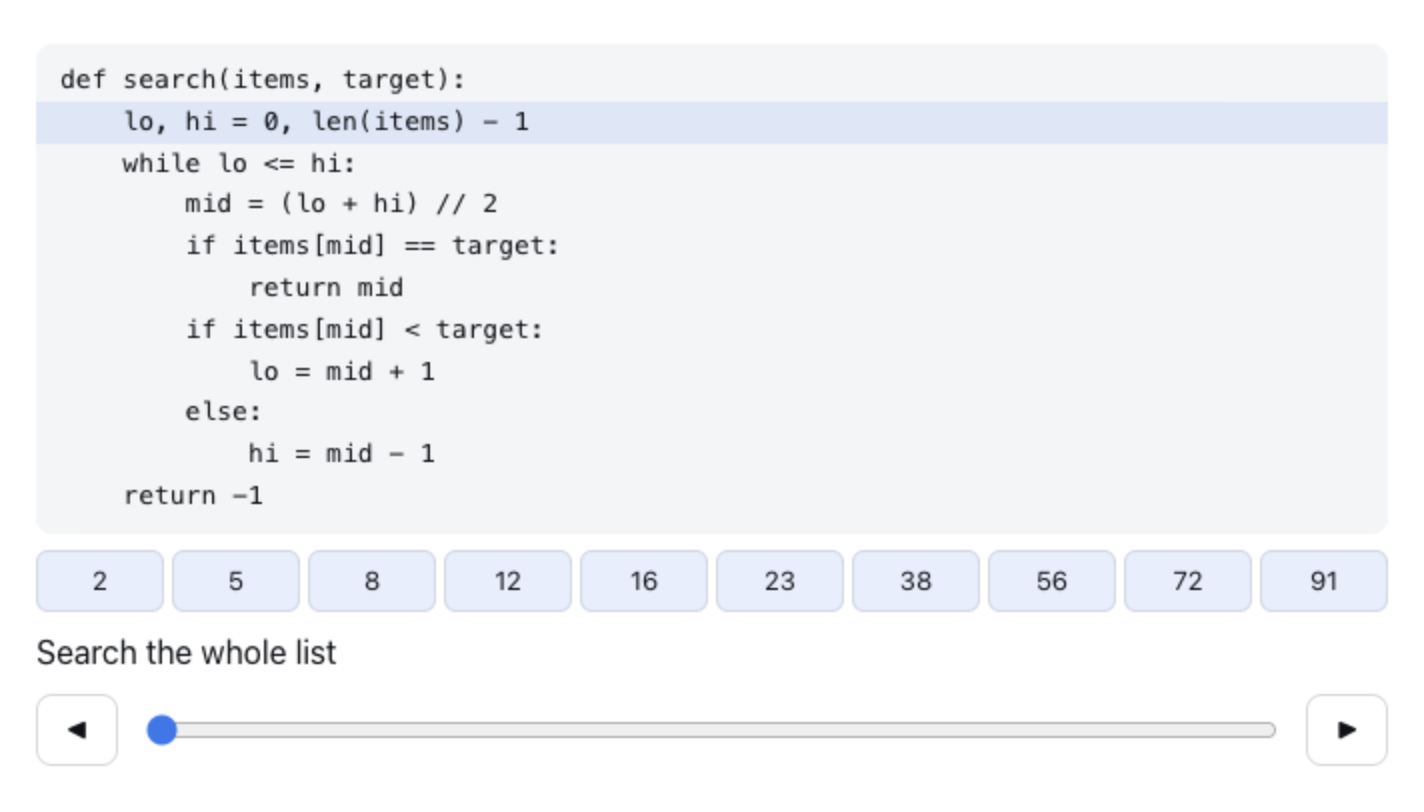 def search(items, target):
    lo, hi = 0, len(items) - 1
    while lo <= hi:
        mid = (lo + hi) // 2
        if items[mid] == target:
            return mid
        if items[mid] < target:
            lo = mid + 1
        else:
            hi = mid - 1
    return -1
2 5 8 12 16 23 38 56 72 91
Search the whole list